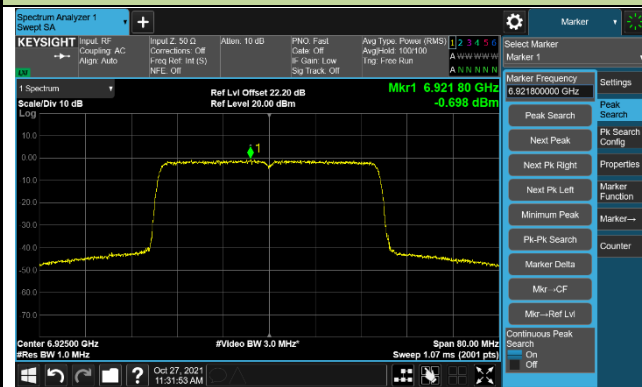 Spectrum Analyzer 1
Swept SA
+
Marker
KEYSIGHT
Input: RF
Coupling: AC
Align: Auto
Input Z: 50 Ω
Corrections: Off
Freq Ref: Int (S)
NFE: Off
Atten: 10 dB
PNO: Fast
Gate: Off
IF Gain: Low
Sig Track: Off
Avg Type: Power (RMS)
Avg|Hold: 100/100
Trig: Free Run
1 2 3 4 5 6
A W W W W W
A N N N N N
Select Marker
Marker 1
LW
1 Spectrum
Scale/Div 10 dB
Log
Ref Lvl Offset 22.20 dB
Ref Level 20.00 dBm
Mkr1 6.921 80 GHz
-0.698 dBm
1
10.0
0.00
-10.0
-20.0
-30.0
-40.0
-50.0
-60.0
-70.0
Center 6.92500 GHz
#Res BW 1.0 MHz
#Video BW 3.0 MHz*
Span 80.00 MHz
Sweep 1.07 ms (2001 pts)
Marker Frequency
6.921800000 GHz
Peak Search
Next Peak
Next Pk Right
Next Pk Left
Minimum Peak
Pk-Pk Search
Marker Delta
Mkr→CF
Mkr→Ref Lvl
Continuous Peak
Search
On
Off
Settings
Peak
Search
Pk Search
Config
Properties
Marker
Function
Marker→
Counter
?
Oct 27, 2021
11:31:53 AM